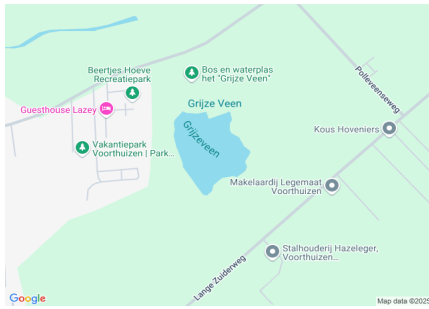 Beertjes Hoeve
Recreatiepark
Bos en waterplas
het "Grijze Veen"
Polleveenseweg
Guesthouse Lazey
Grijze Veen
Grijzeveen
Kous Hoveniers
Vakantiepark
Voorthuizen | Park...
Makelaardij Legemaat
Voorthuizen
Stalhouderij Hazeleger,
Voorthuizen...
Lange Zuiderweg
Google
Map data ©2025